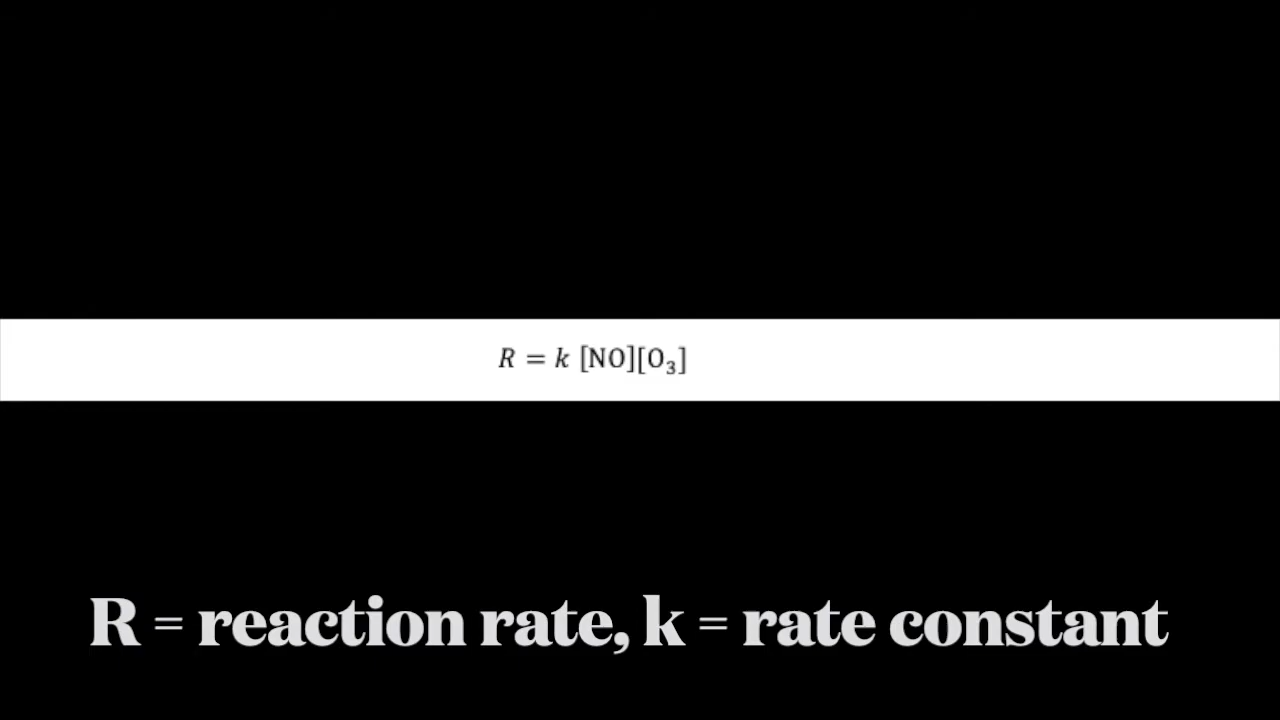 R = k [NO][O₃]
R = reaction rate, k = rate constant